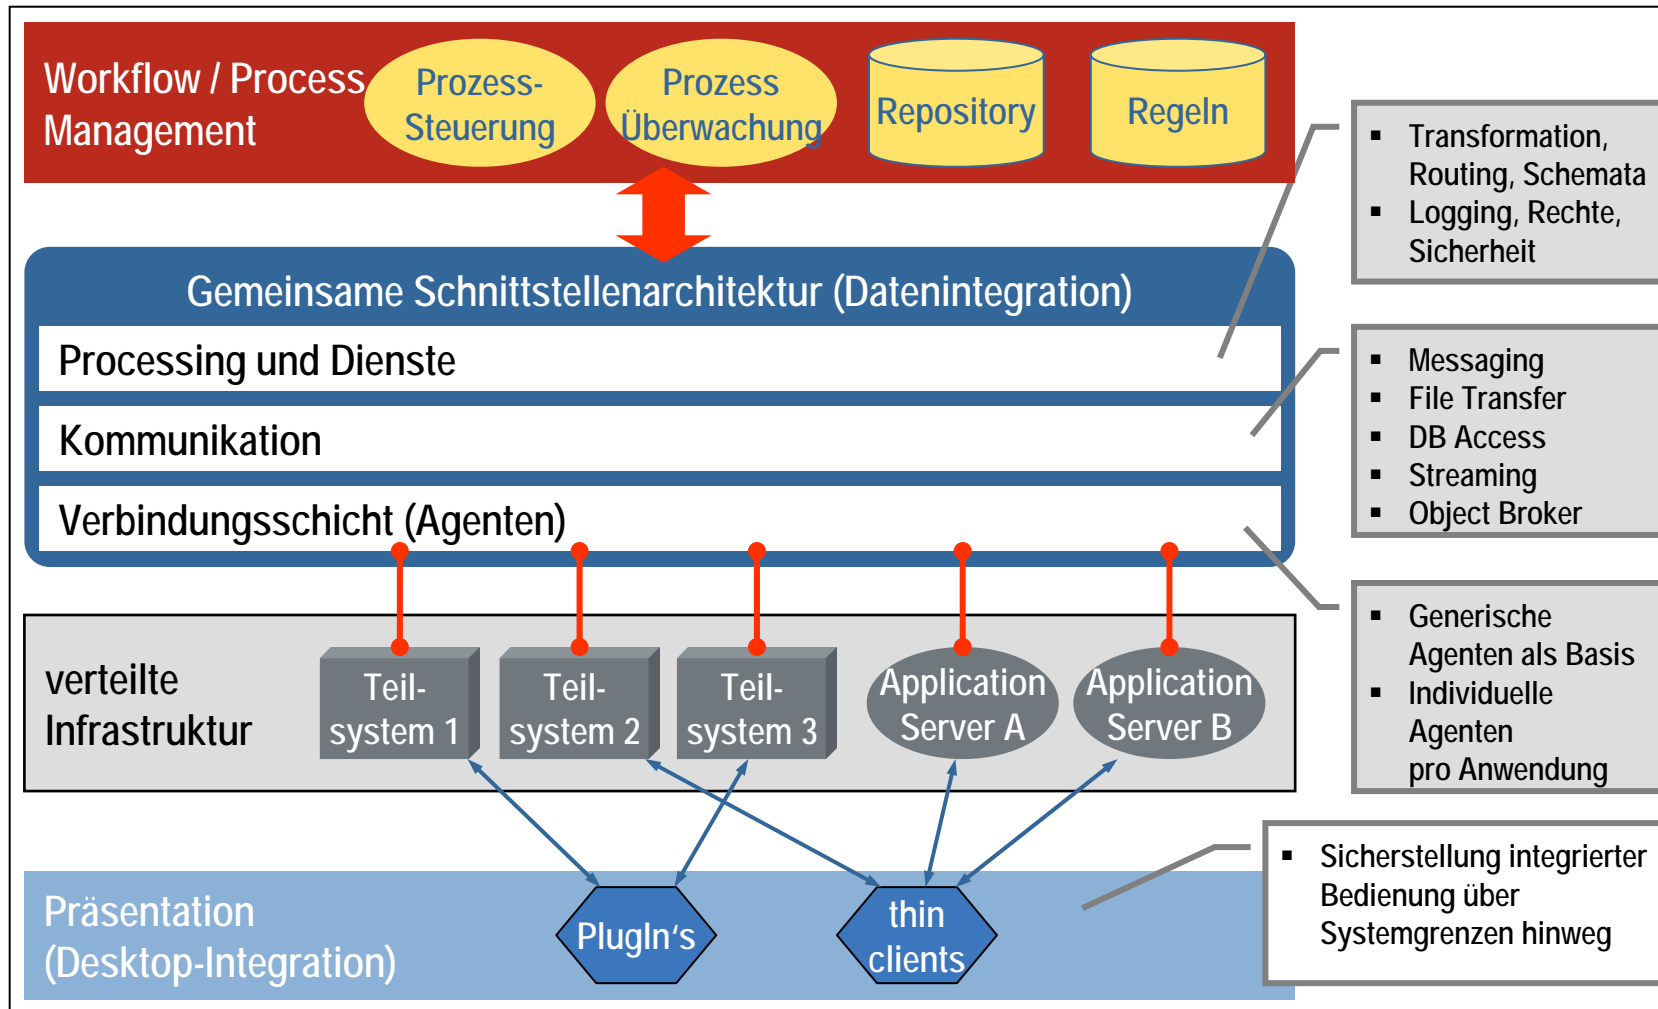 Workflow / Process
Management
Prozess-
Steuerung
Prozess
Überwachung
Repository
Regeln
▪ Transformation,
Routing, Schemata
▪ Logging, Rechte,
Sicherheit
Gemeinsame Schnittstellenarchitektur (Datenintegration)
Processing und Dienste
Kommunikation
Verbindungsschicht (Agenten)
▪ Messaging
▪ File Transfer
▪ DB Access
▪ Streaming
▪ Object Broker
verteilte
Infrastruktur
Teil-
system 1
Teil-
system 2
Teil-
system 3
Application
Server A
Application
Server B
▪ Generische
Agenten als Basis
▪ Individuelle
Agenten
pro Anwendung
Präsentation
(Desktop-Integration)
PlugIn‘s
thin
clients
▪ Sicherstellung integrierter
Bedienung über
Systemgrenzen hinweg